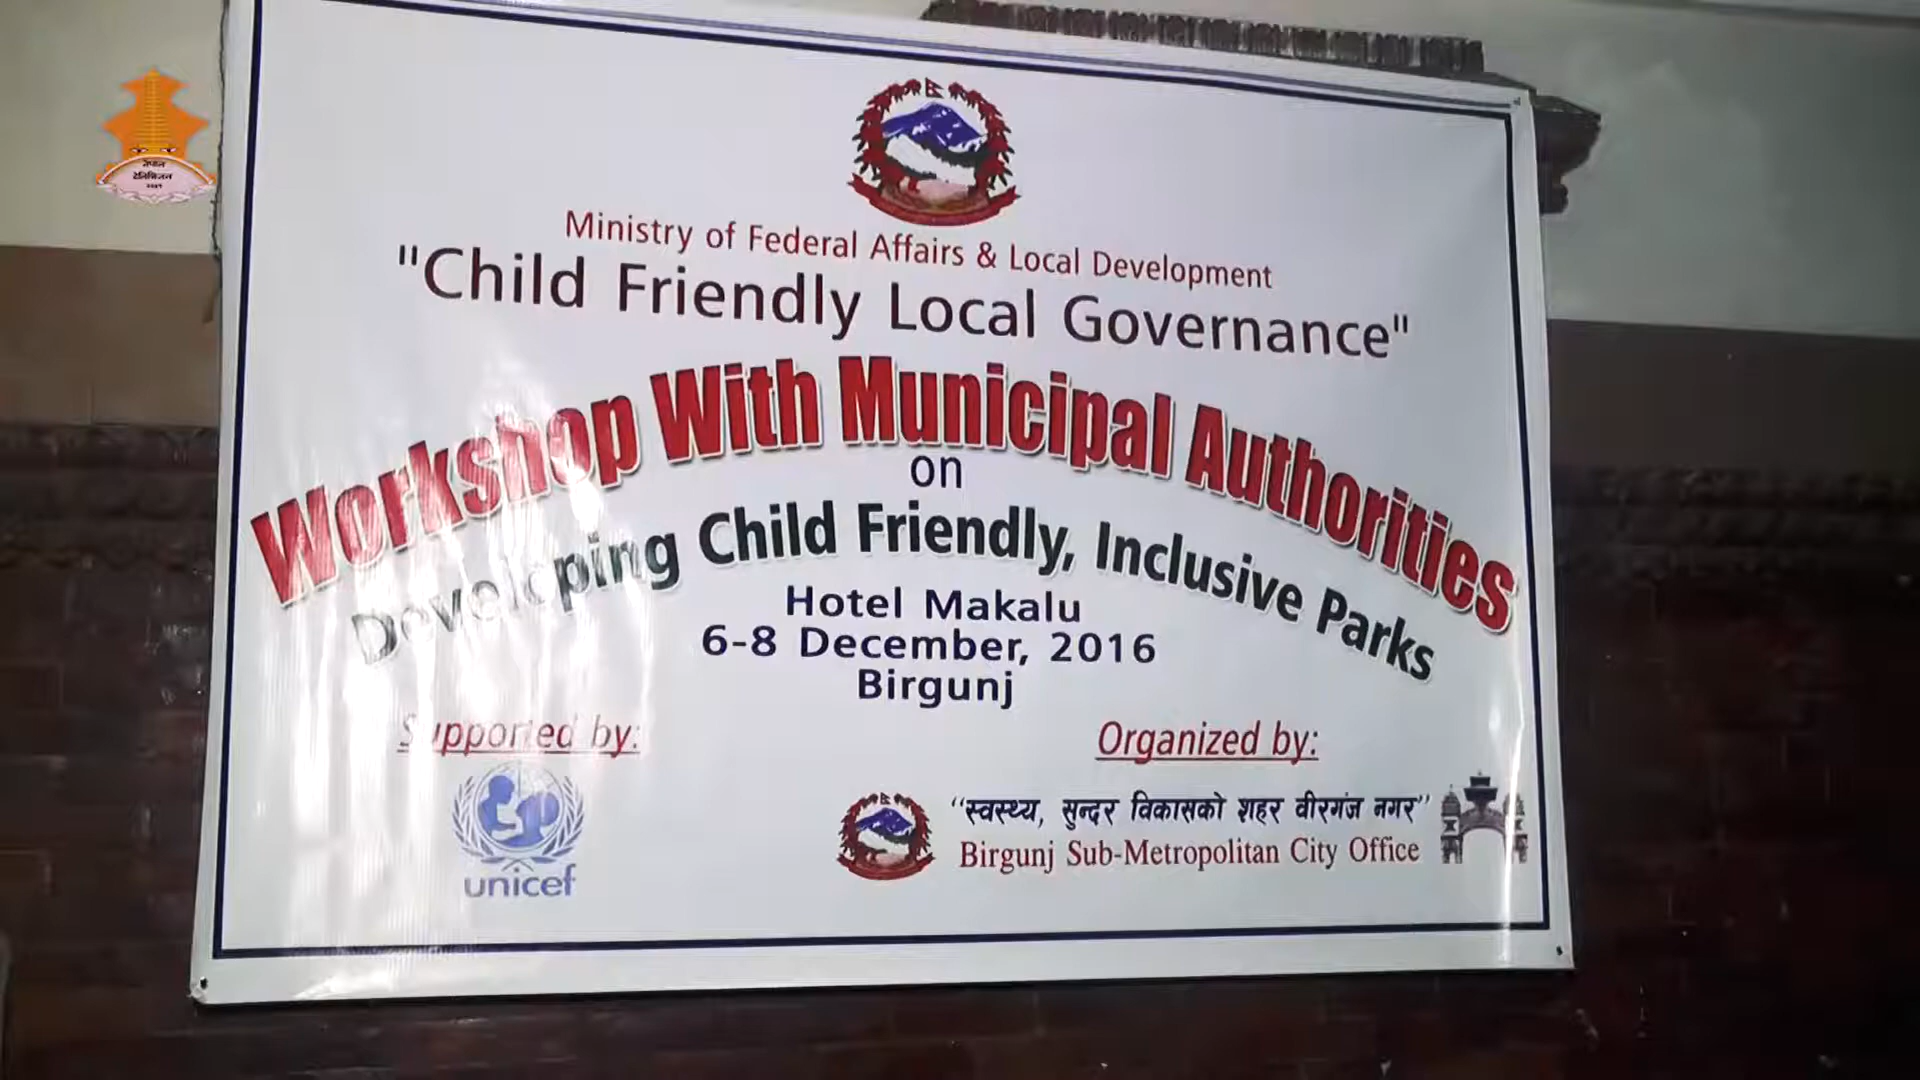 नेपाल
टेलिभिजन
Ministry of Federal Affairs & Local Development
"Child Friendly Local Governance"
Workshop With Municipal Authorities
on
Developing Child Friendly, Inclusive Parks
Hotel Makalu
6-8 December, 2016
Birgunj
Supported by:
unicef
Organized by:
“स्वस्थ्य, सुन्दर विकासको शहर वीरगंज नगर”
Birgunj Sub-Metropolitan City Office